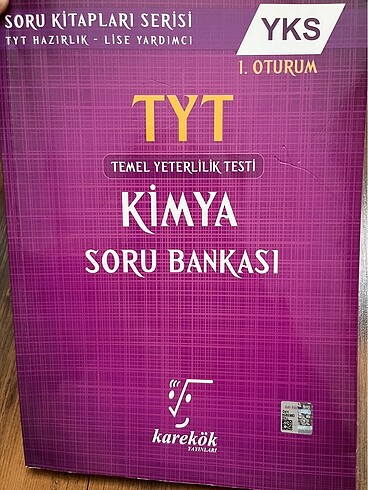 SORU KİTAPLARI SERİSİ
TYT HAZIRLIK - LİSE YARDIMCI
YKS
1. OTURUM
TYT
TEMEL YETERLİLİK TESTİ
KİMYA
SORU BANKASI
karekök
YAYINLARI